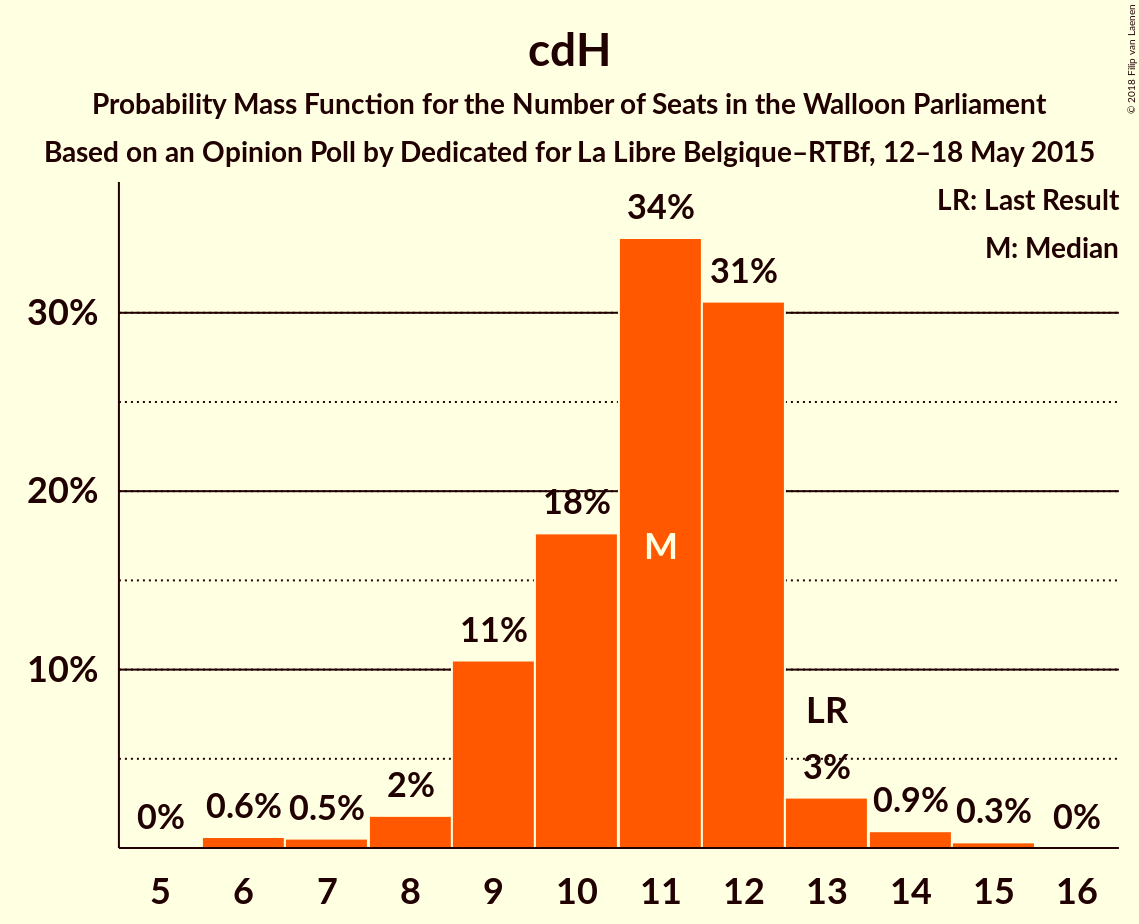 cdH
Probability Mass Function for the Number of Seats in the Walloon Parliament
Based on an Opinion Poll by Dedicated for La Libre Belgique–RTBf, 12–18 May 2015
© 2018 Filip van Laenen
LR: Last Result
M: Median
30%
20%
10%
0%
0.6%
0.5%
2%
11%
18%
34%
M
31%
LR
3%
0.9%
0.3%
0%
5 6 7 8 9 10 11 12 13 14 15 16